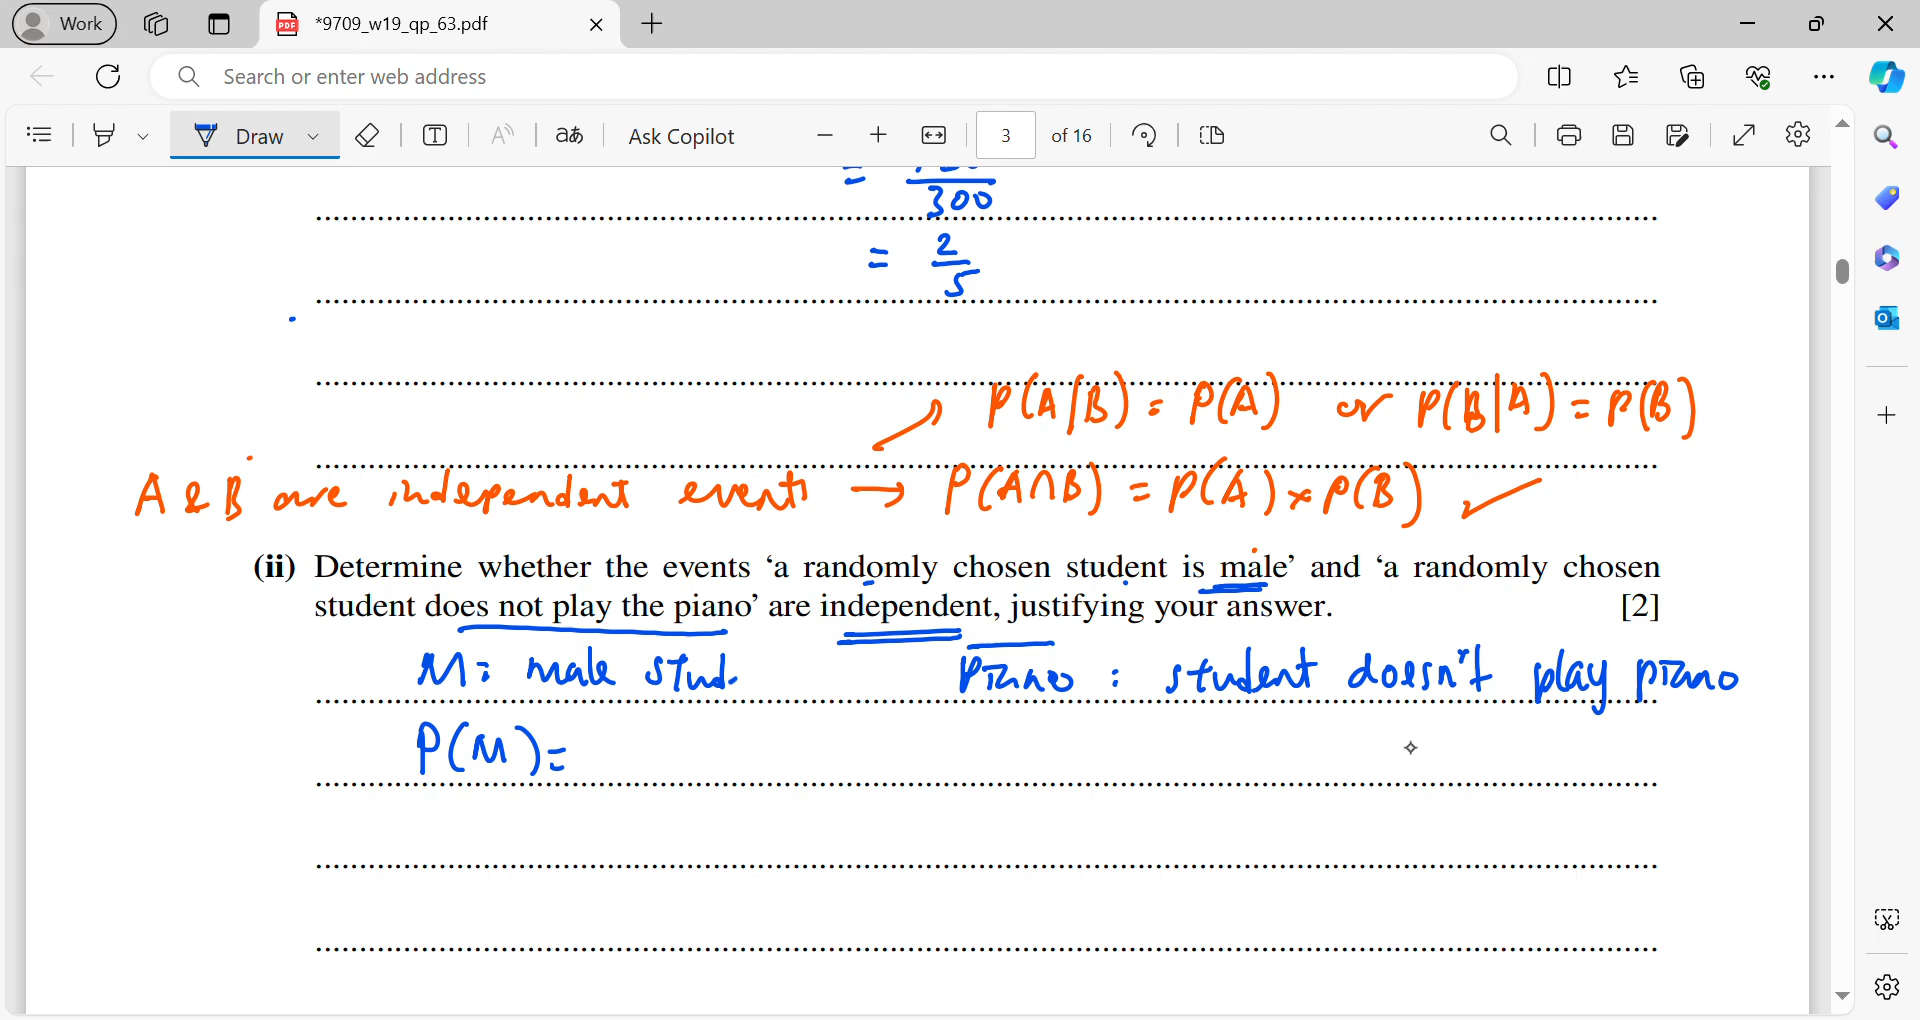 Work
*9709_w19_qp_63.pdf
Search or enter web address
Draw
Ask Copilot
3 of 16
300
= 2/5
P(A/B) = P(A) or P(B|A) = P(B)
A & B are independent events → P(A∩B) = P(A) × P(B) ✓
(ii) Determine whether the events ‘a randomly chosen student is male’ and ‘a randomly chosen
student does not play the piano’ are independent, justifying your answer. [2]
M: male stud. Piano : student doesn't play piano
P(M) =